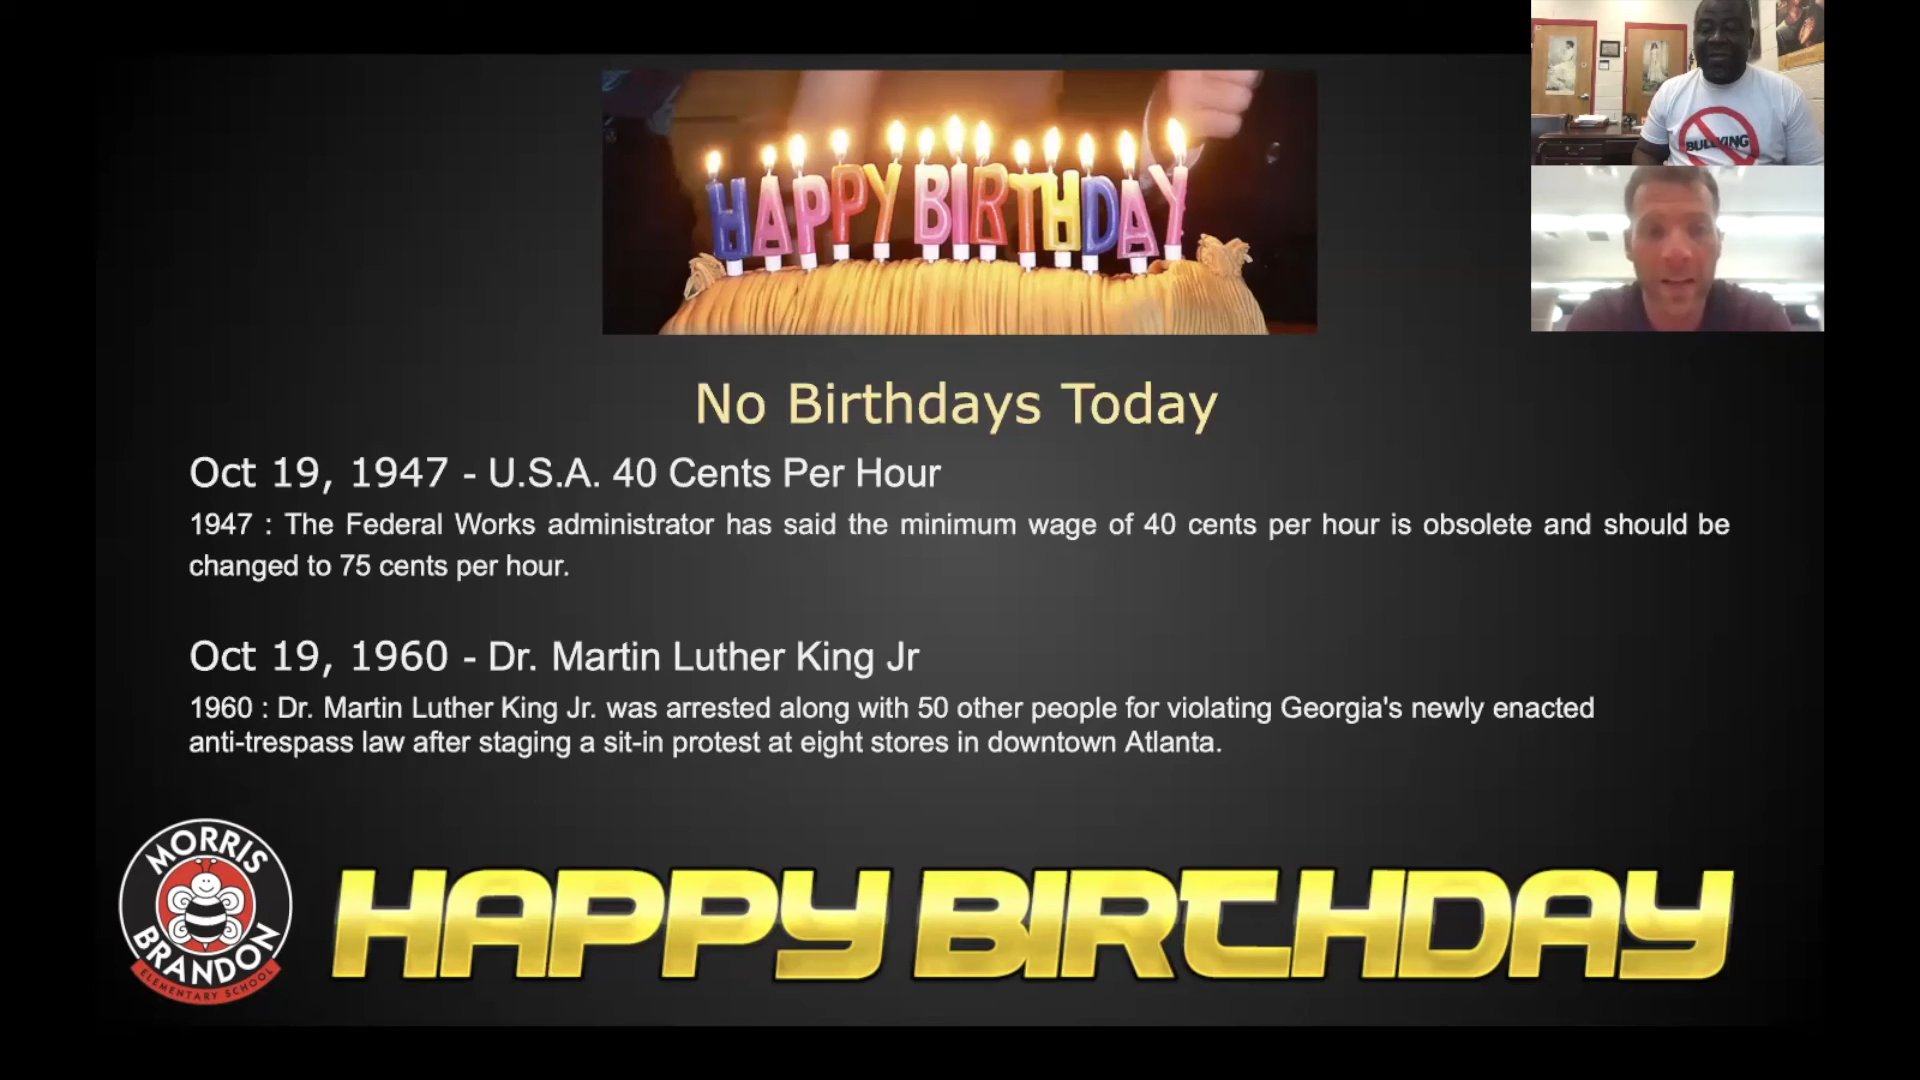 BULLYING
HAPPY BIRTHDAY
No Birthdays Today
Oct 19, 1947 - U.S.A. 40 Cents Per Hour
1947 : The Federal Works administrator has said the minimum wage of 40 cents per hour is obsolete and should be
changed to 75 cents per hour.
Oct 19, 1960 - Dr. Martin Luther King Jr
1960 : Dr. Martin Luther King Jr. was arrested along with 50 other people for violating Georgia's newly enacted
anti-trespass law after staging a sit-in protest at eight stores in downtown Atlanta.
MORRIS
BRANDON
ELEMENTARY SCHOOL
HAPPY BIRTHDAY